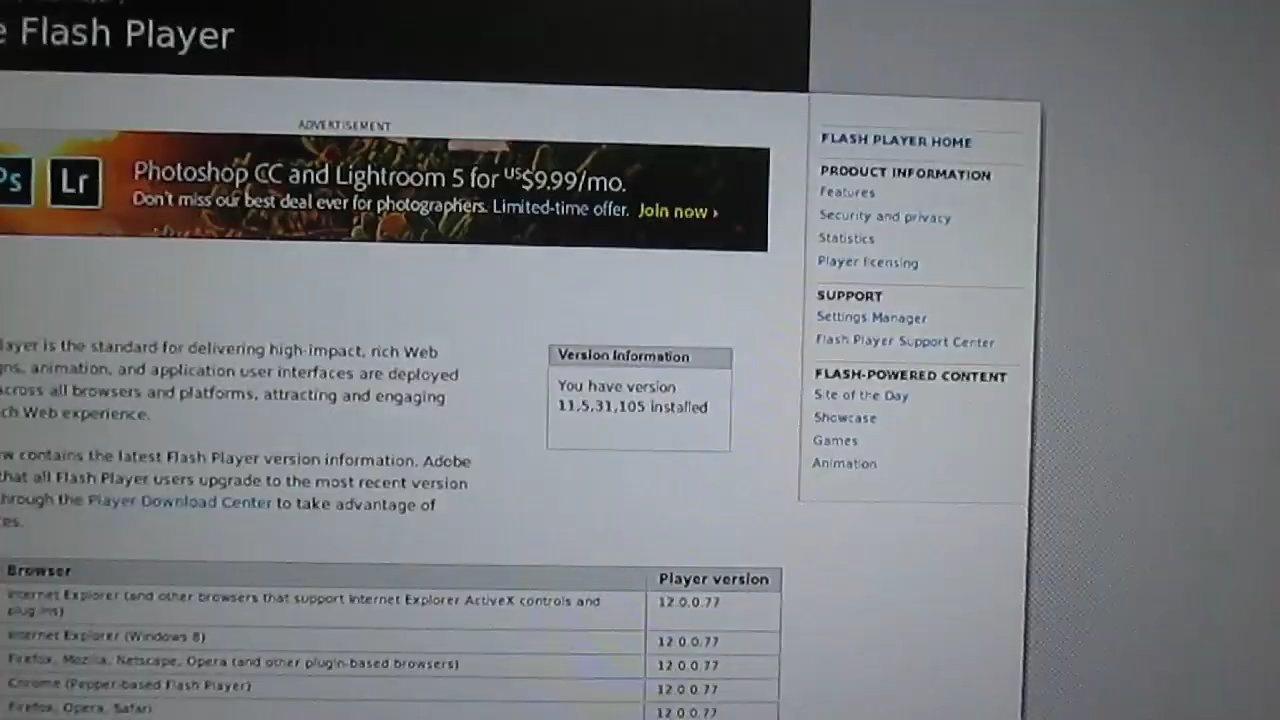 e Flash Player
ADVERTISEMENT
Ps Lr
Photoshop CC and Lightroom 5 for US$9.99/mo.
Don't miss our best deal ever for photographers. Limited-time offer. Join now ›
layer is the standard for delivering high-impact, rich Web
gns, animation, and application user interfaces are deployed
across all browsers and platforms, attracting and engaging
ch Web experience.
Version Information
You have version
11,5,31,105 installed
w contains the latest Flash Player version information. Adobe
that all Flash Player users upgrade to the most recent version
hrough the Player Download Center to take advantage of
es.
Browser Player version
Internet Explorer (and other browsers that support Internet Explorer ActiveX controls and 12.0.0.77
plug-ins)
Internet Explorer (Windows 8) 12.0.0.77
Firefox, Mozilla, Netscape, Opera (and other plugin-based browsers) 12.0.0.77
Chrome (Pepper-based Flash Player) 12.0.0.77
Firefox, Opera, Safari 12.0.0.77
FLASH PLAYER HOME
PRODUCT INFORMATION
Features
Security and privacy
Statistics
Player licensing
SUPPORT
Settings Manager
Flash Player Support Center
FLASH-POWERED CONTENT
Site of the Day
Showcase
Games
Animation